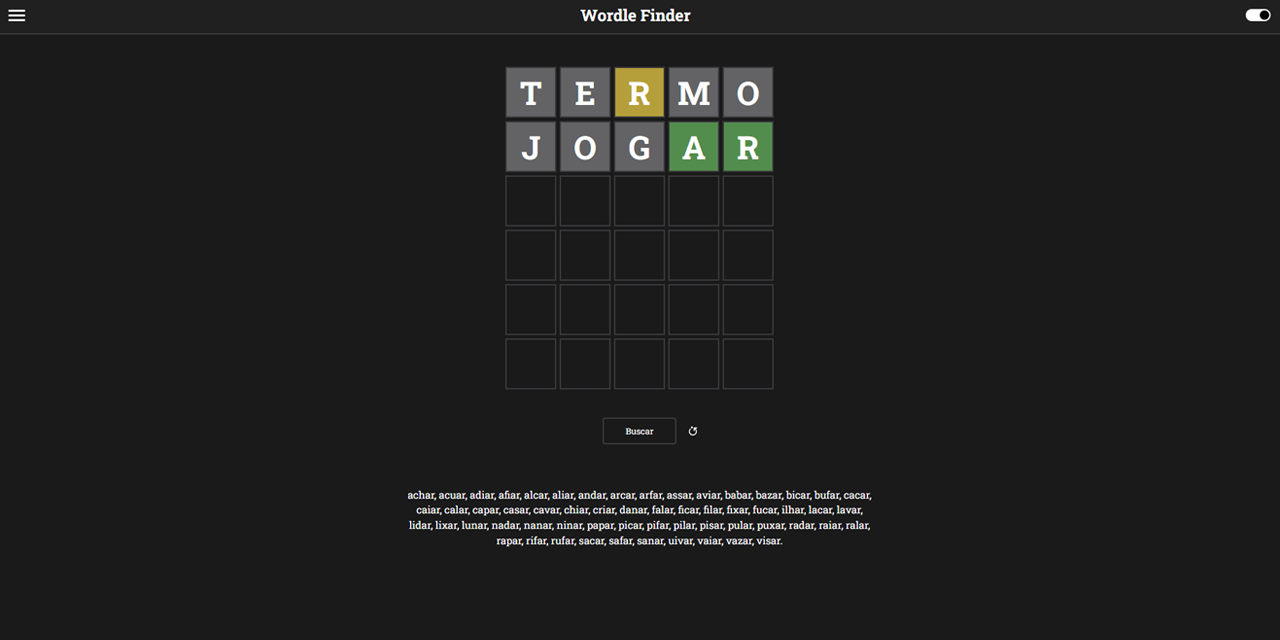 Wordle Finder
TERMO
JOGAR
Buscar
achar, acuar, adiar, afiar, alcar, aliar, andar, arcar, arfar, assar, aviar, babar, bazar, bicar, bufar, cacar,
caiar, calar, capar, casar, cavar, chiar, criar, danar, falar, ficar, filar, fixar, fucar, ilhar, lacar, lavar,
lidar, lixar, lunar, nadar, nanar, ninar, papar, picar, pifar, pilar, pisar, pular, puxar, radar, raiar, ralar,
rapar, rifar, rufar, sacar, safar, sanar, uivar, vaiar, vazar, visar.